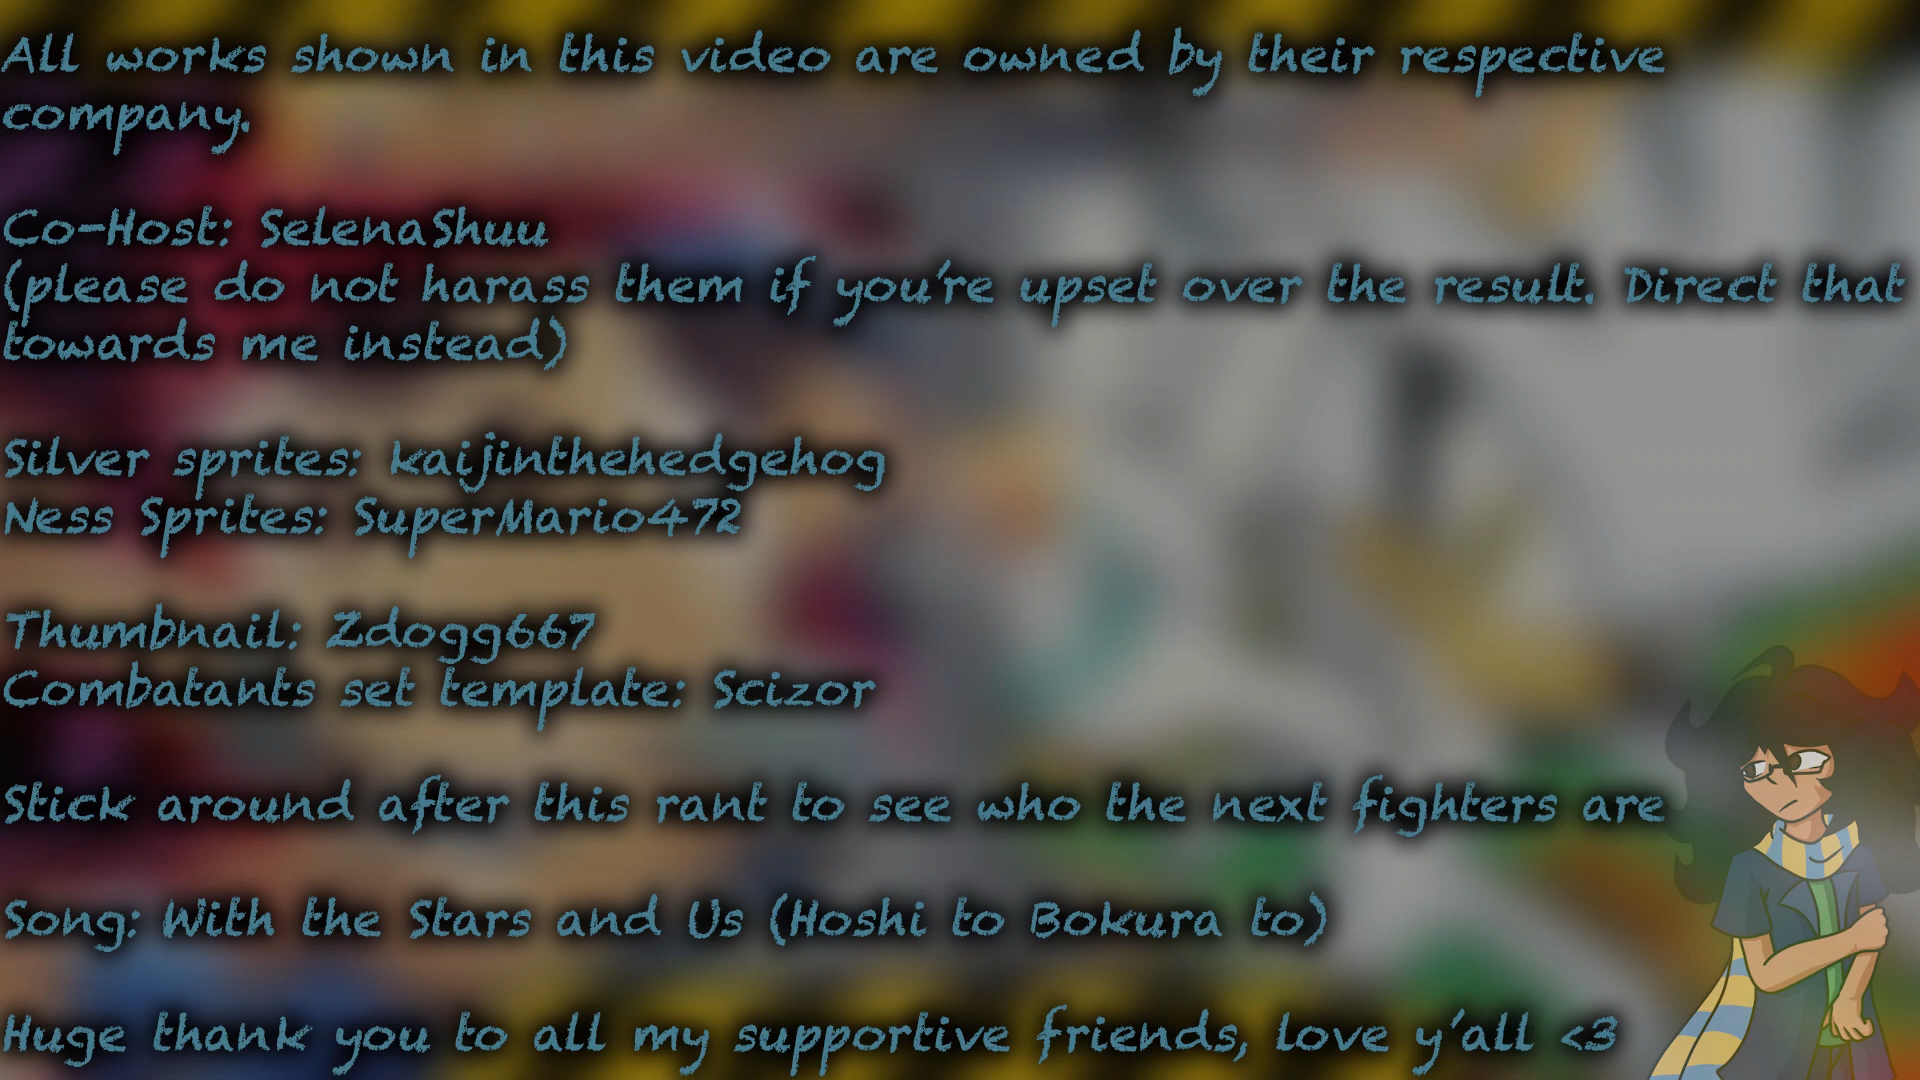 All works shown in this video are owned by their respective
company.
Co-Host: SelenaShuu
(please do not harass them if you're upset over the result. Direct that
towards me instead)
Silver sprites: kaijinthehedgehog
Ness Sprites: SuperMario472
Thumbnail: Zdogg667
Combatants set template: Scizor
Stick around after this rant to see who the next fighters are
Song: With the Stars and Us (Hoshi to Bokura to)
Huge thank you to all my supportive friends, love y'all <3